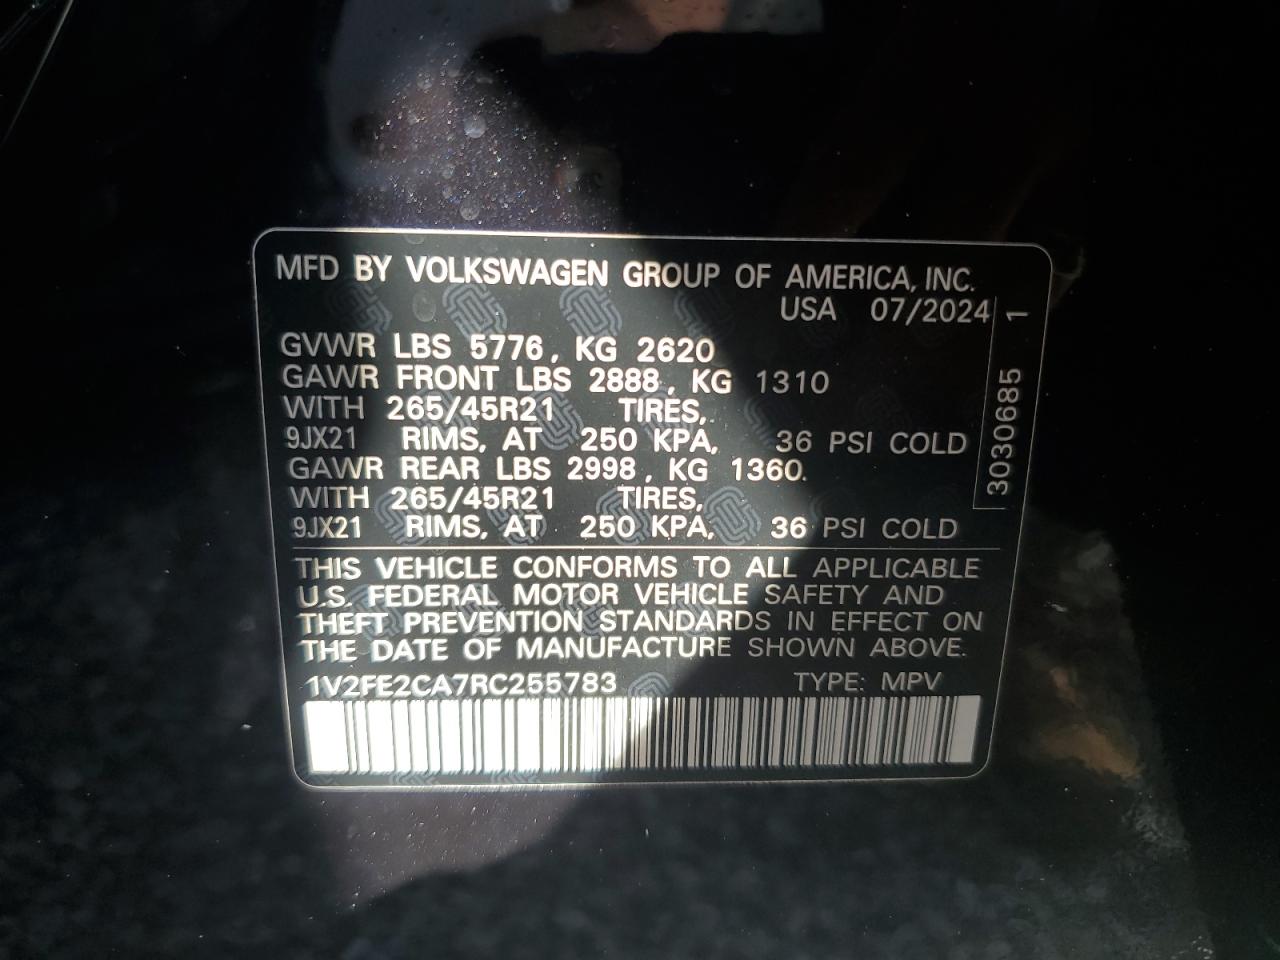 MFD BY VOLKSWAGEN GROUP OF AMERICA, INC.
USA 07/2024
GVWR LBS 5776, KG 2620
GAWR FRONT LBS 2888, KG 1310
WITH 265/45R21 TIRES,
9JX21 RIMS, AT 250 KPA, 36 PSI COLD
GAWR REAR LBS 2998, KG 1360.
WITH 265/45R21 TIRES,
9JX21 RIMS, AT 250 KPA, 36 PSI COLD
THIS VEHICLE CONFORMS TO ALL APPLICABLE
U.S. FEDERAL MOTOR VEHICLE SAFETY AND
THEFT PREVENTION STANDARDS IN EFFECT ON
THE DATE OF MANUFACTURE SHOWN ABOVE.
1V2FE2CA7RC255783 TYPE: MPV
3030685 1